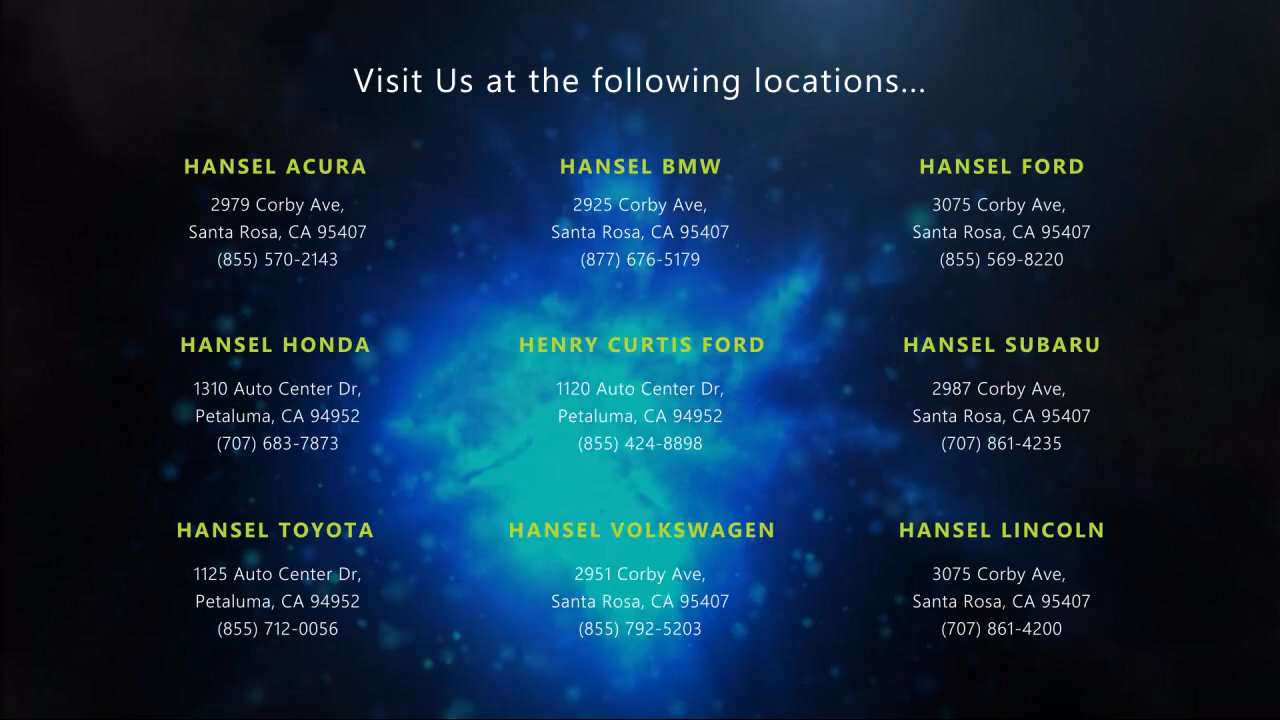 Visit Us at the following locations...
HANSEL ACURA
2979 Corby Ave,
Santa Rosa, CA 95407
(855) 570-2143
HANSEL BMW
2925 Corby Ave,
Santa Rosa, CA 95407
(877) 676-5179
HANSEL FORD
3075 Corby Ave,
Santa Rosa, CA 95407
(855) 569-8220
HANSEL HONDA
1310 Auto Center Dr,
Petaluma, CA 94952
(707) 683-7873
HENRY CURTIS FORD
1120 Auto Center Dr,
Petaluma, CA 94952
(855) 424-8898
HANSEL SUBARU
2987 Corby Ave,
Santa Rosa, CA 95407
(707) 861-4235
HANSEL TOYOTA
1125 Auto Center Dr,
Petaluma, CA 94952
(855) 712-0056
HANSEL VOLKSWAGEN
2951 Corby Ave,
Santa Rosa, CA 95407
(855) 792-5203
HANSEL LINCOLN
3075 Corby Ave,
Santa Rosa, CA 95407
(707) 861-4200